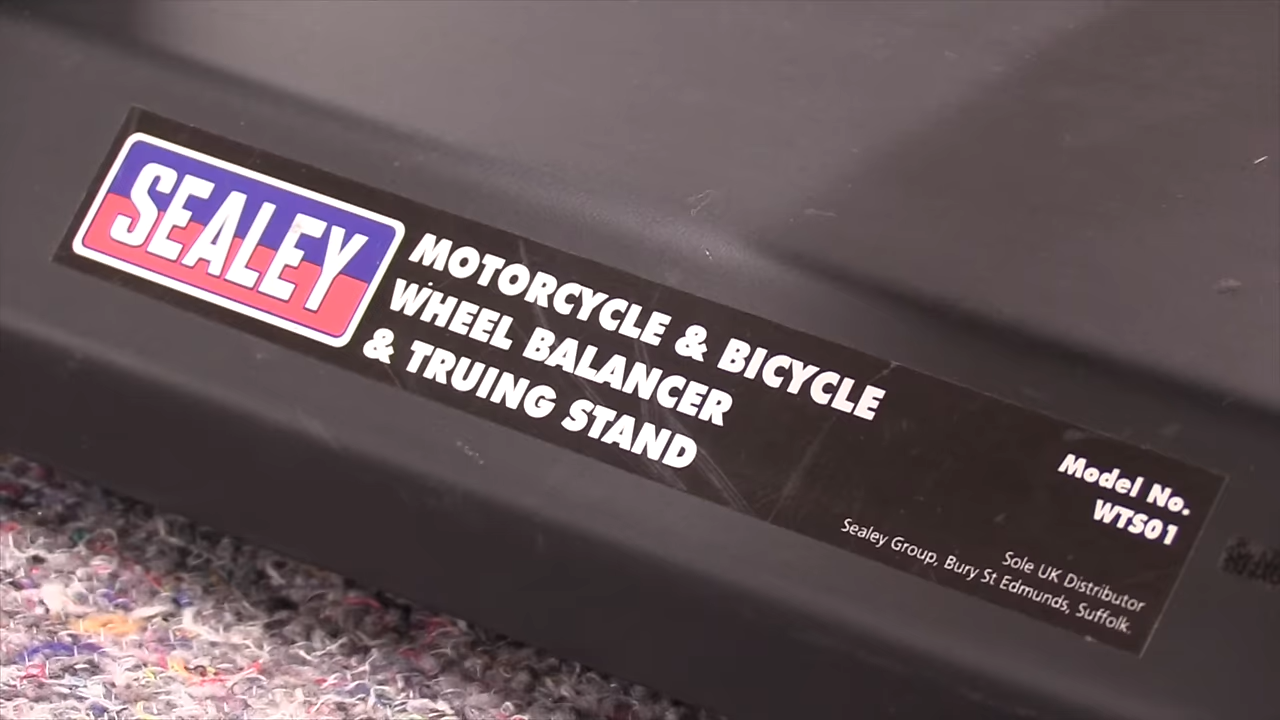 SEALEY
MOTORCYCLE & BICYCLE
WHEEL BALANCER
& TRUING STAND
Model No.
WTS01
Sole UK Distributor
Sealey Group, Bury St Edmunds, Suffolk.